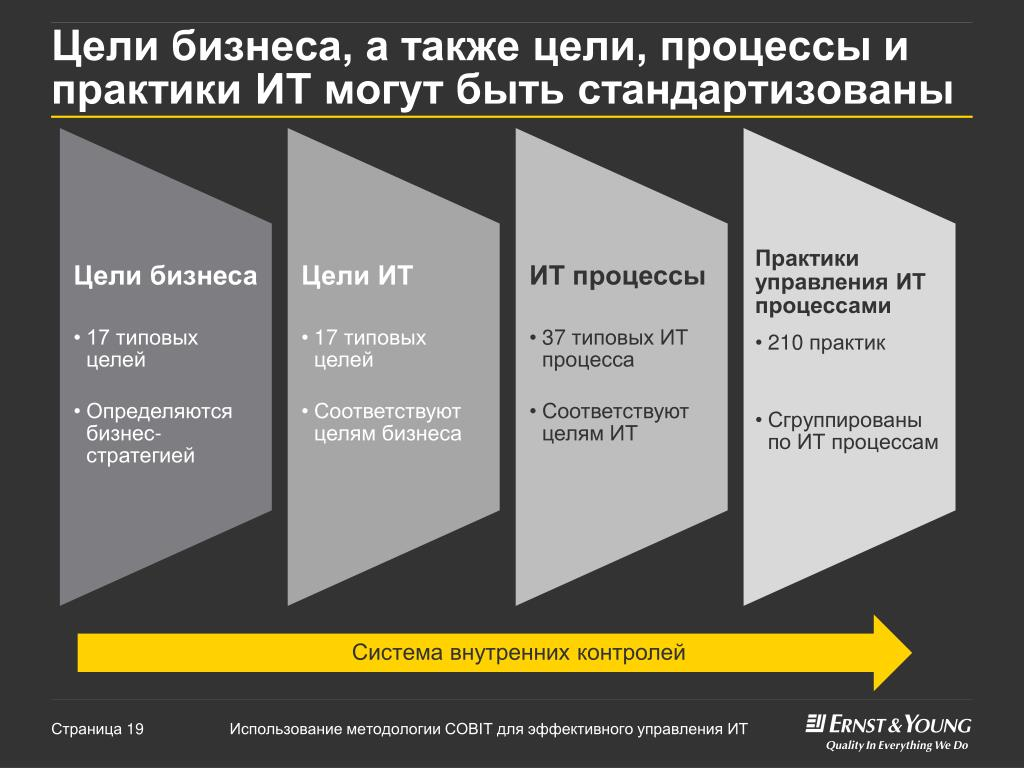 Цели бизнеса, а также цели, процессы и
практики ИТ могут быть стандартизованы
Цели бизнеса
• 17 типовых
целей
• Определяются
бизнес-
стратегией
Цели ИТ
• 17 типовых
целей
• Соответствуют
целям бизнеса
ИТ процессы
• 37 типовых ИТ
процесса
• Соответствуют
целям ИТ
Практики
управления ИТ
процессами
• 210 практик
• Сгруппированы
по ИТ процессам
Система внутренних контролей
Страница 19
Использование методологии COBIT для эффективного управления ИТ
ERNST & YOUNG
Quality In Everything We Do